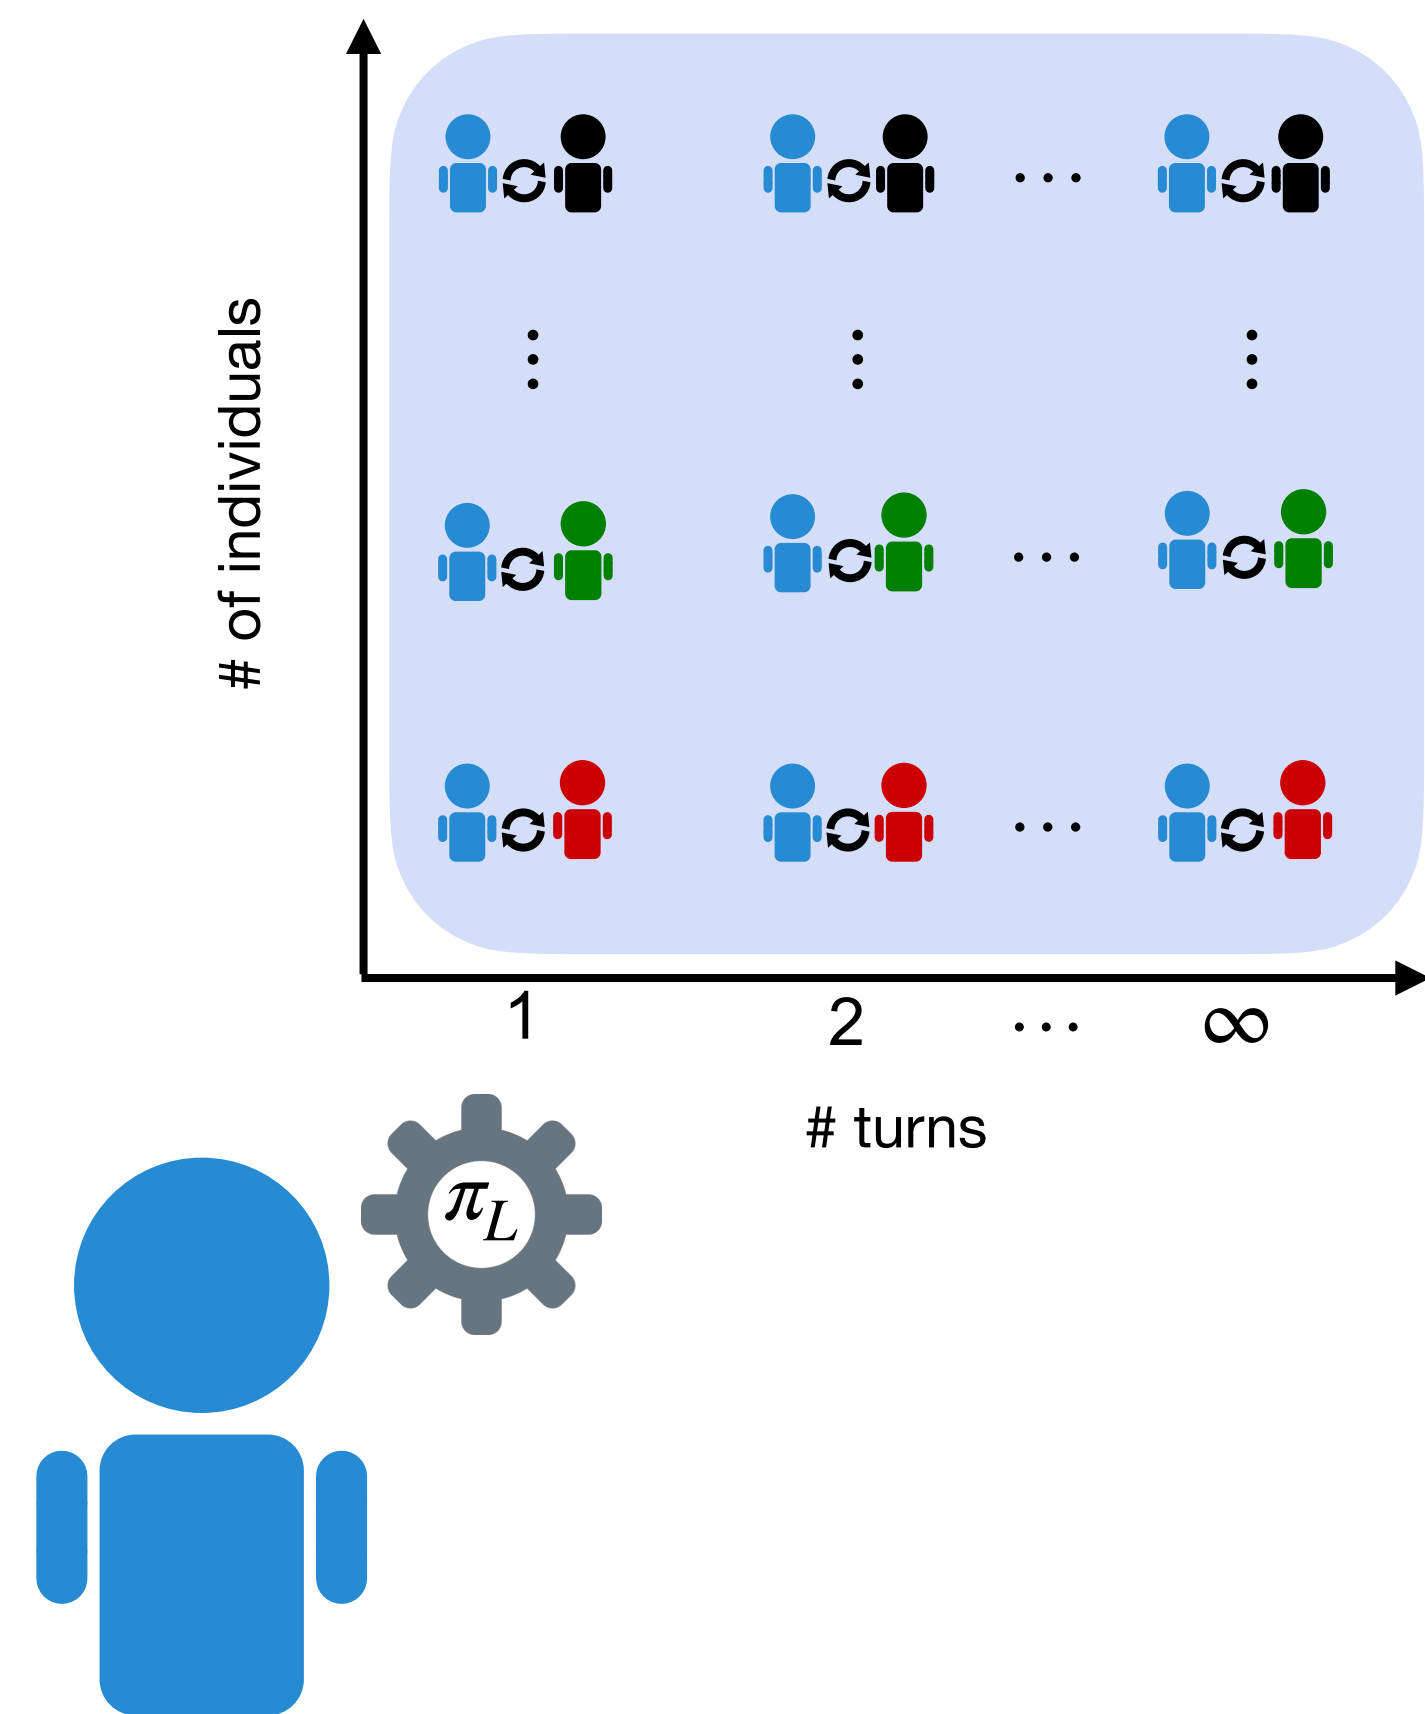 # of individuals
1 2 ... ∞
# turns
π_L